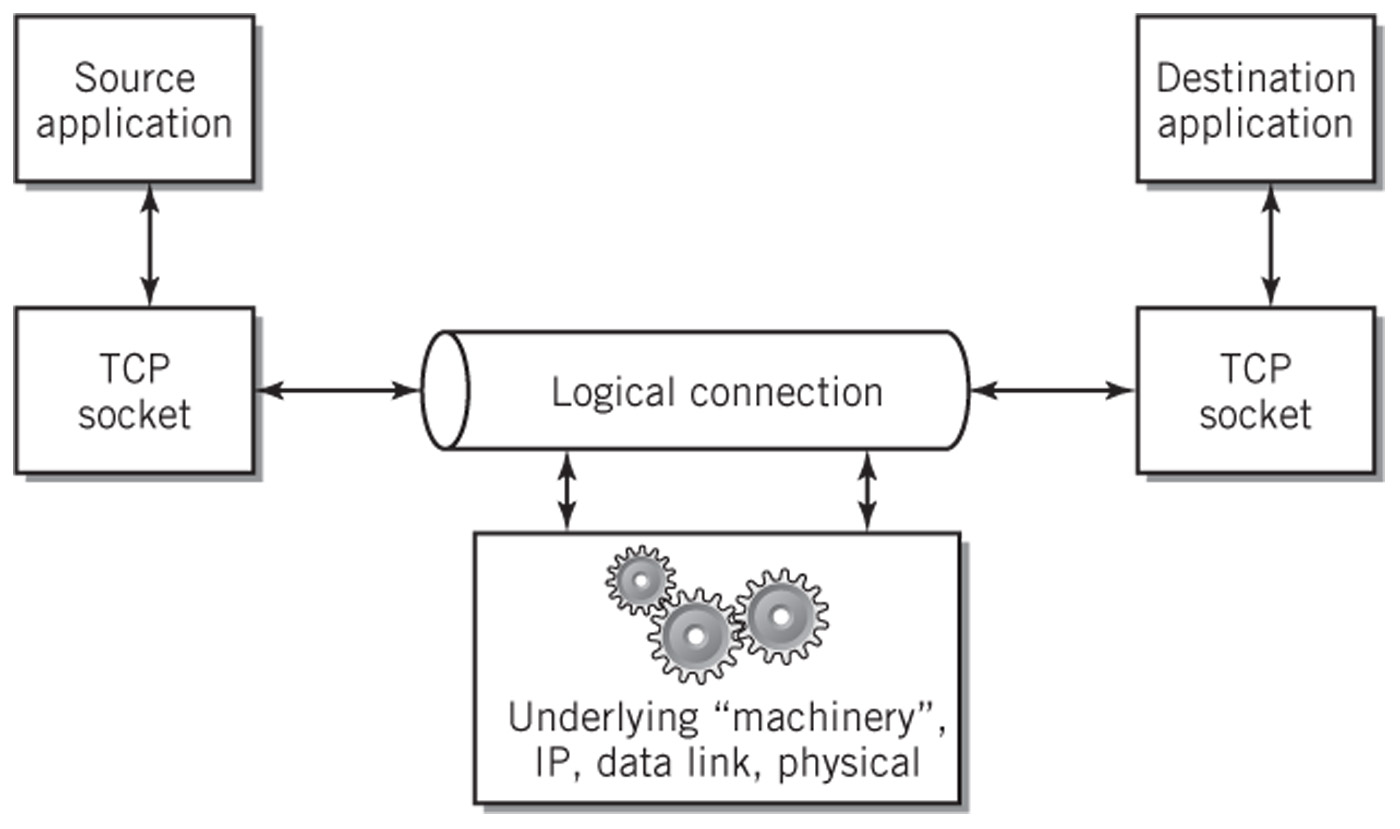 Source
application
Destination
application
TCP
socket
Logical connection
TCP
socket
Underlying “machinery”,
IP, data link, physical